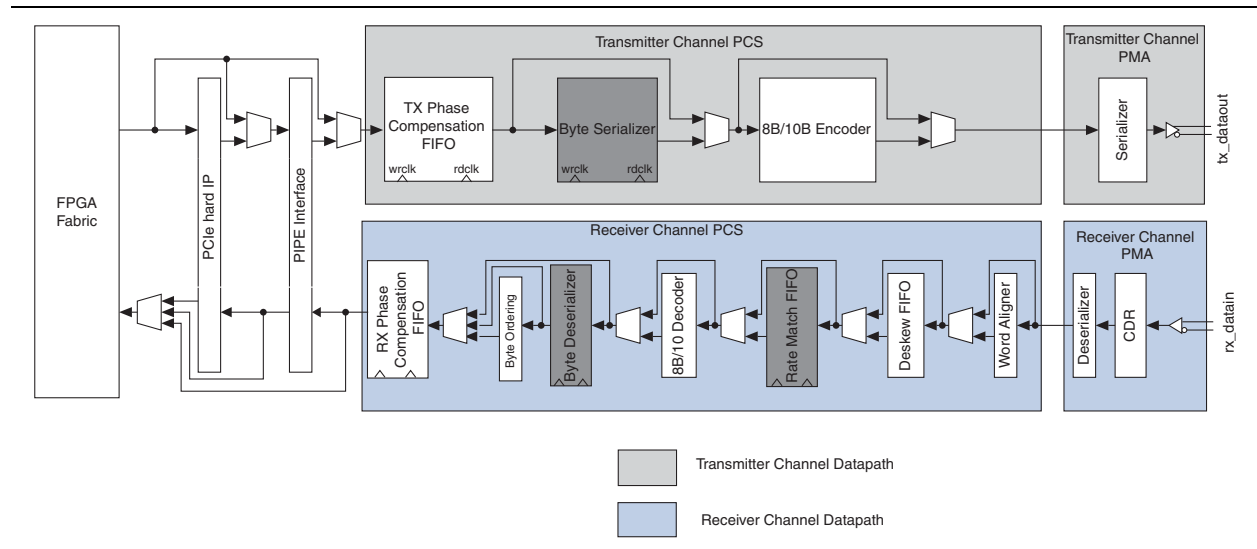 FPGA
Fabric
PCIe hard IP
PIPE Interface
Transmitter Channel PCS
TX Phase
Compensation
FIFO
wrclk
rdclk
Byte Serializer
wrclk
rdclk
8B/10B Encoder
Transmitter Channel
PMA
Serializer
tx_dataout
Receiver Channel PCS
RX Phase
Compensation
FIFO
Byte Ordering
Byte Deserializer
8B/10 Decoder
Rate Match FIFO
Deskew FIFO
Word Aligner
Receiver Channel
PMA
Deserializer
CDR
rx_datain
Transmitter Channel Datapath
Receiver Channel Datapath